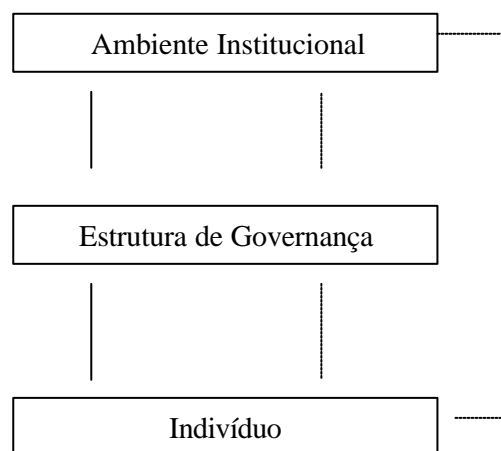 Ambiente Institucional
Estrutura de Governança
Indivíduo